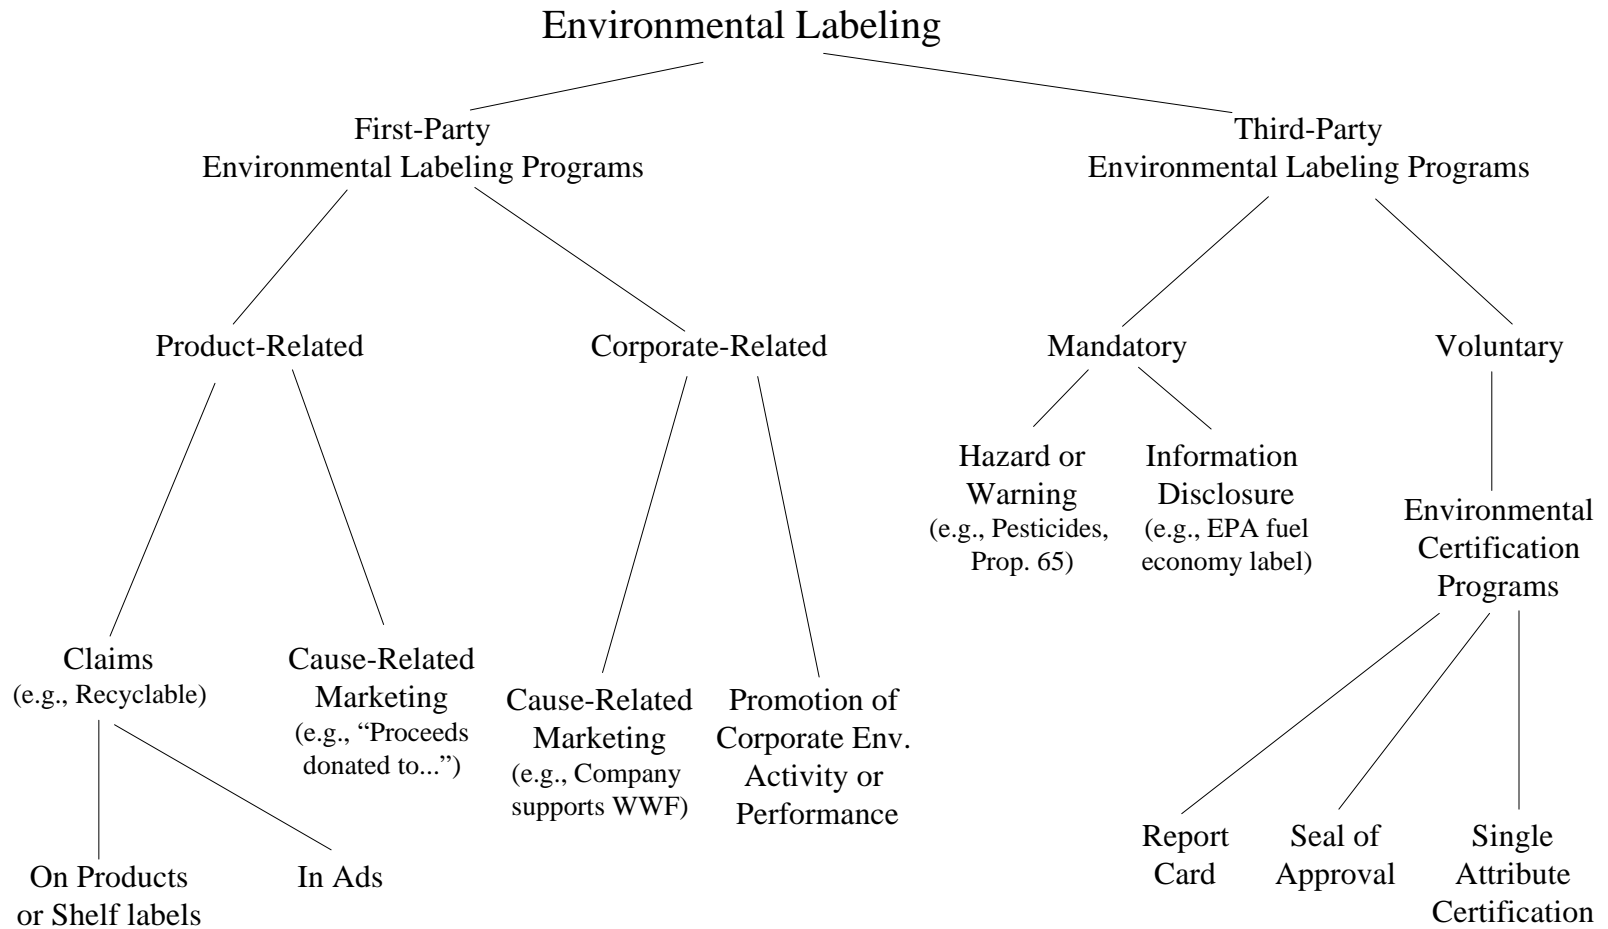 Environmental Labeling
First-Party
Environmental Labeling Programs
Third-Party
Environmental Labeling Programs
Product-Related
Corporate-Related
Mandatory
Voluntary
Hazard or
Warning
(e.g., Pesticides,
Prop. 65)
Information
Disclosure
(e.g., EPA fuel
economy label)
Environmental
Certification
Programs
Claims
(e.g., Recyclable)
Cause-Related
Marketing
(e.g., “Proceeds
donated to...”)
Cause-Related
Marketing
(e.g., Company
supports WWF)
Promotion of
Corporate Env.
Activity or
Performance
On Products
or Shelf labels
In Ads
Report
Card
Seal of
Approval
Single
Attribute
Certification